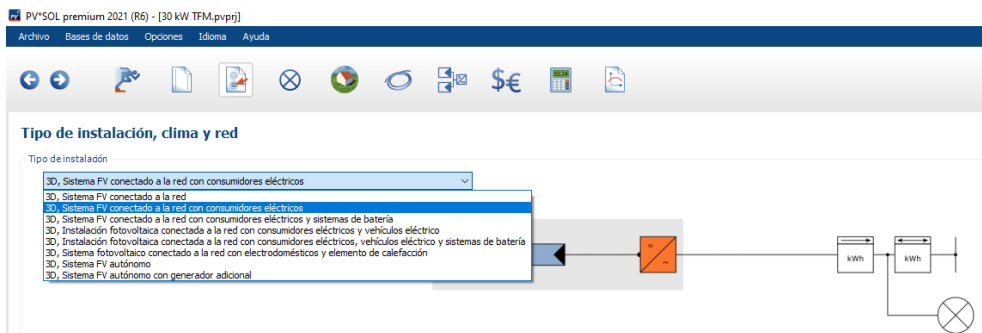 PV*SOL premium 2021 (R6) - [30 kW TFM.pvprj]
Archivo Bases de datos Opciones Idioma Ayuda
$€
Tipo de instalación, clima y red
Tipo de instalación
3D, Sistema FV conectado a la red con consumidores eléctricos
3D, Sistema FV conectado a la red
3D, Sistema FV conectado a la red con consumidores eléctricos
3D, Sistema FV conectado a la red con consumidores eléctricos y sistemas de batería
3D, Instalación fotovoltaica conectada a la red con consumidores eléctricos y vehículos eléctrico
3D, Instalación fotovoltaica conectada a la red con consumidores eléctricos, vehículos eléctrico y sistemas de batería
3D, Sistema fotovoltaico conectado a la red con electrodomésticos y elemento de calefacción
3D, Sistema FV autónomo
3D, Sistema FV autónomo con generador adicional
kWh kWh